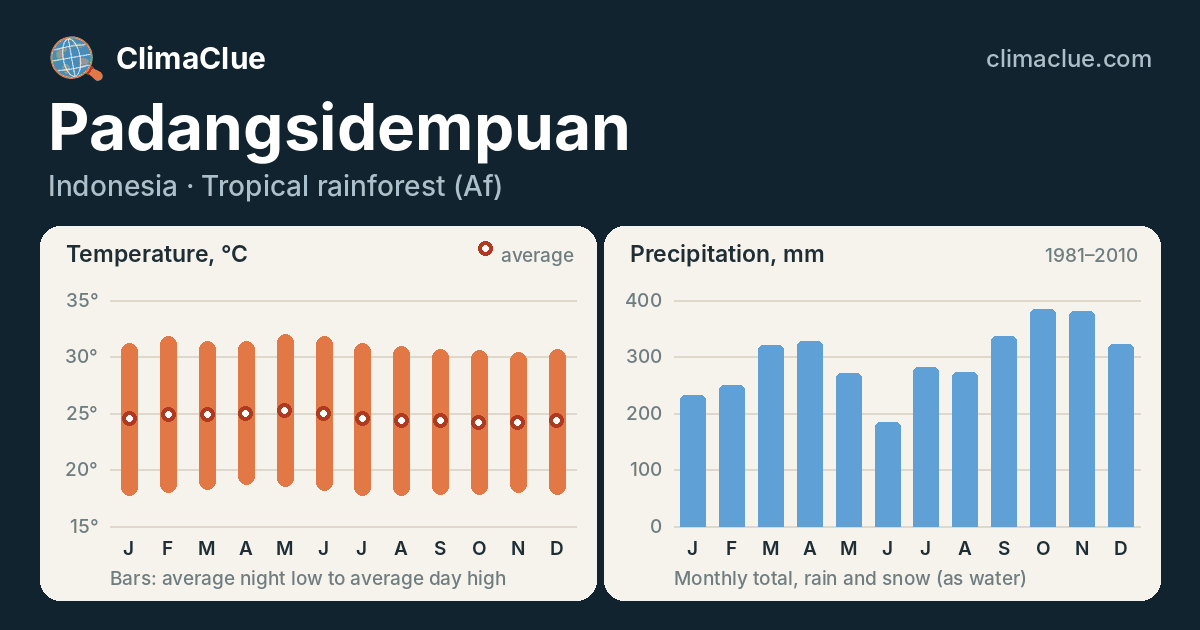 ClimaClue
climaclue.com
Padangsidempuan
Indonesia · Tropical rainforest (Af)
Temperature, °C
average
35°
30°
25°
20°
15°
J F M A M J J A S O N D
Bars: average night low to average day high
Precipitation, mm
1981–2010
400
300
200
100
0
J F M A M J J A S O N D
Monthly total, rain and snow (as water)